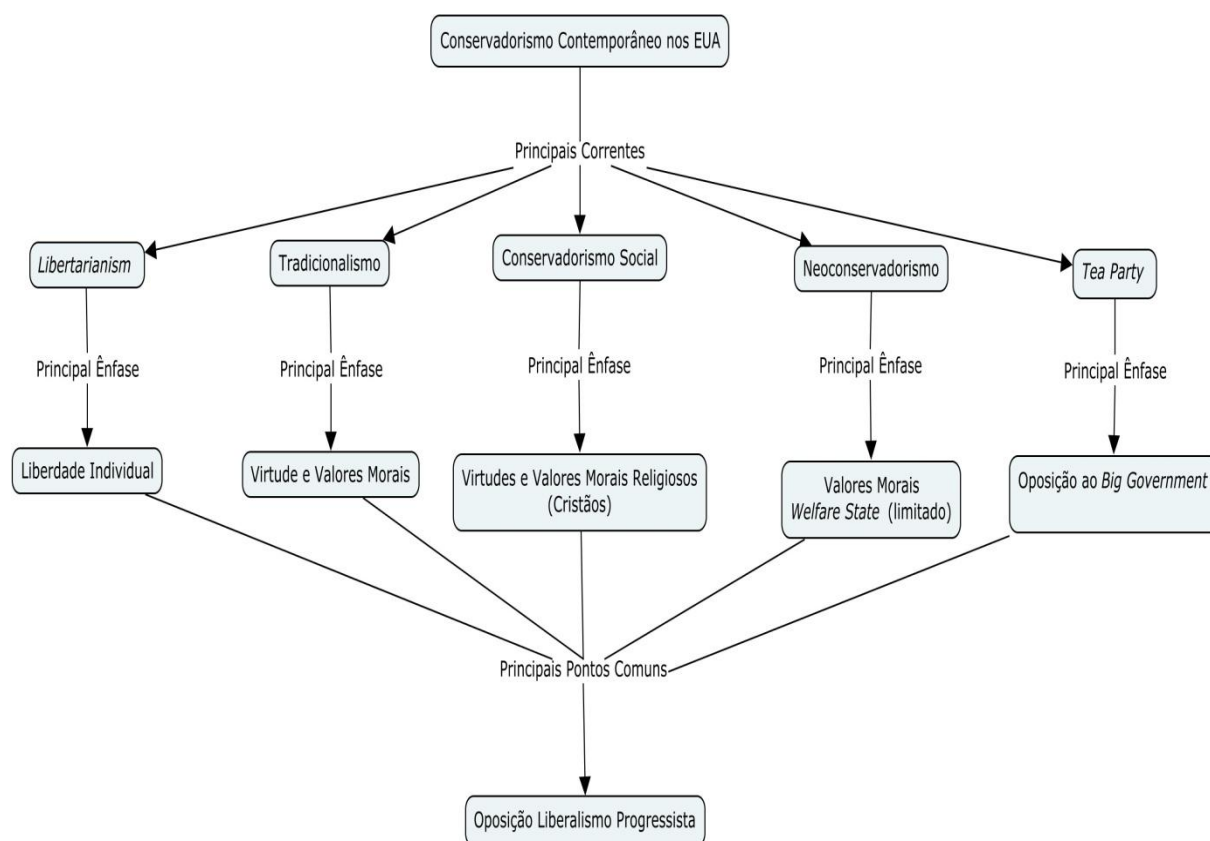 Conservadorismo Contemporâneo nos EUA
Principais Correntes
Libertarianism
Tradicionalismo
Conservadorismo Social
Neoconservadorismo
Tea Party
Principal Ênfase
Principal Ênfase
Principal Ênfase
Principal Ênfase
Principal Ênfase
Liberdade Individual
Virtude e Valores Morais
Virtudes e Valores Morais Religiosos
(Cristãos)
Valores Morais
Welfare State (limitado)
Oposição ao Big Government
Principais Pontos Comuns
Oposição Liberalismo Progressista